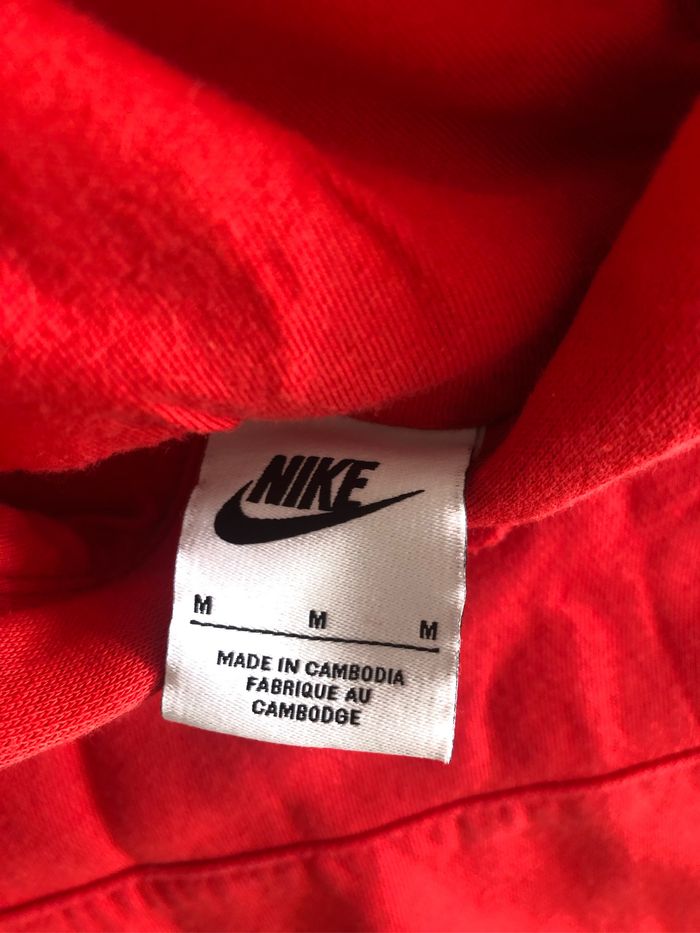 NIKE
M M M
MADE IN CAMBODIA
FABRIQUE AU
CAMBODGE